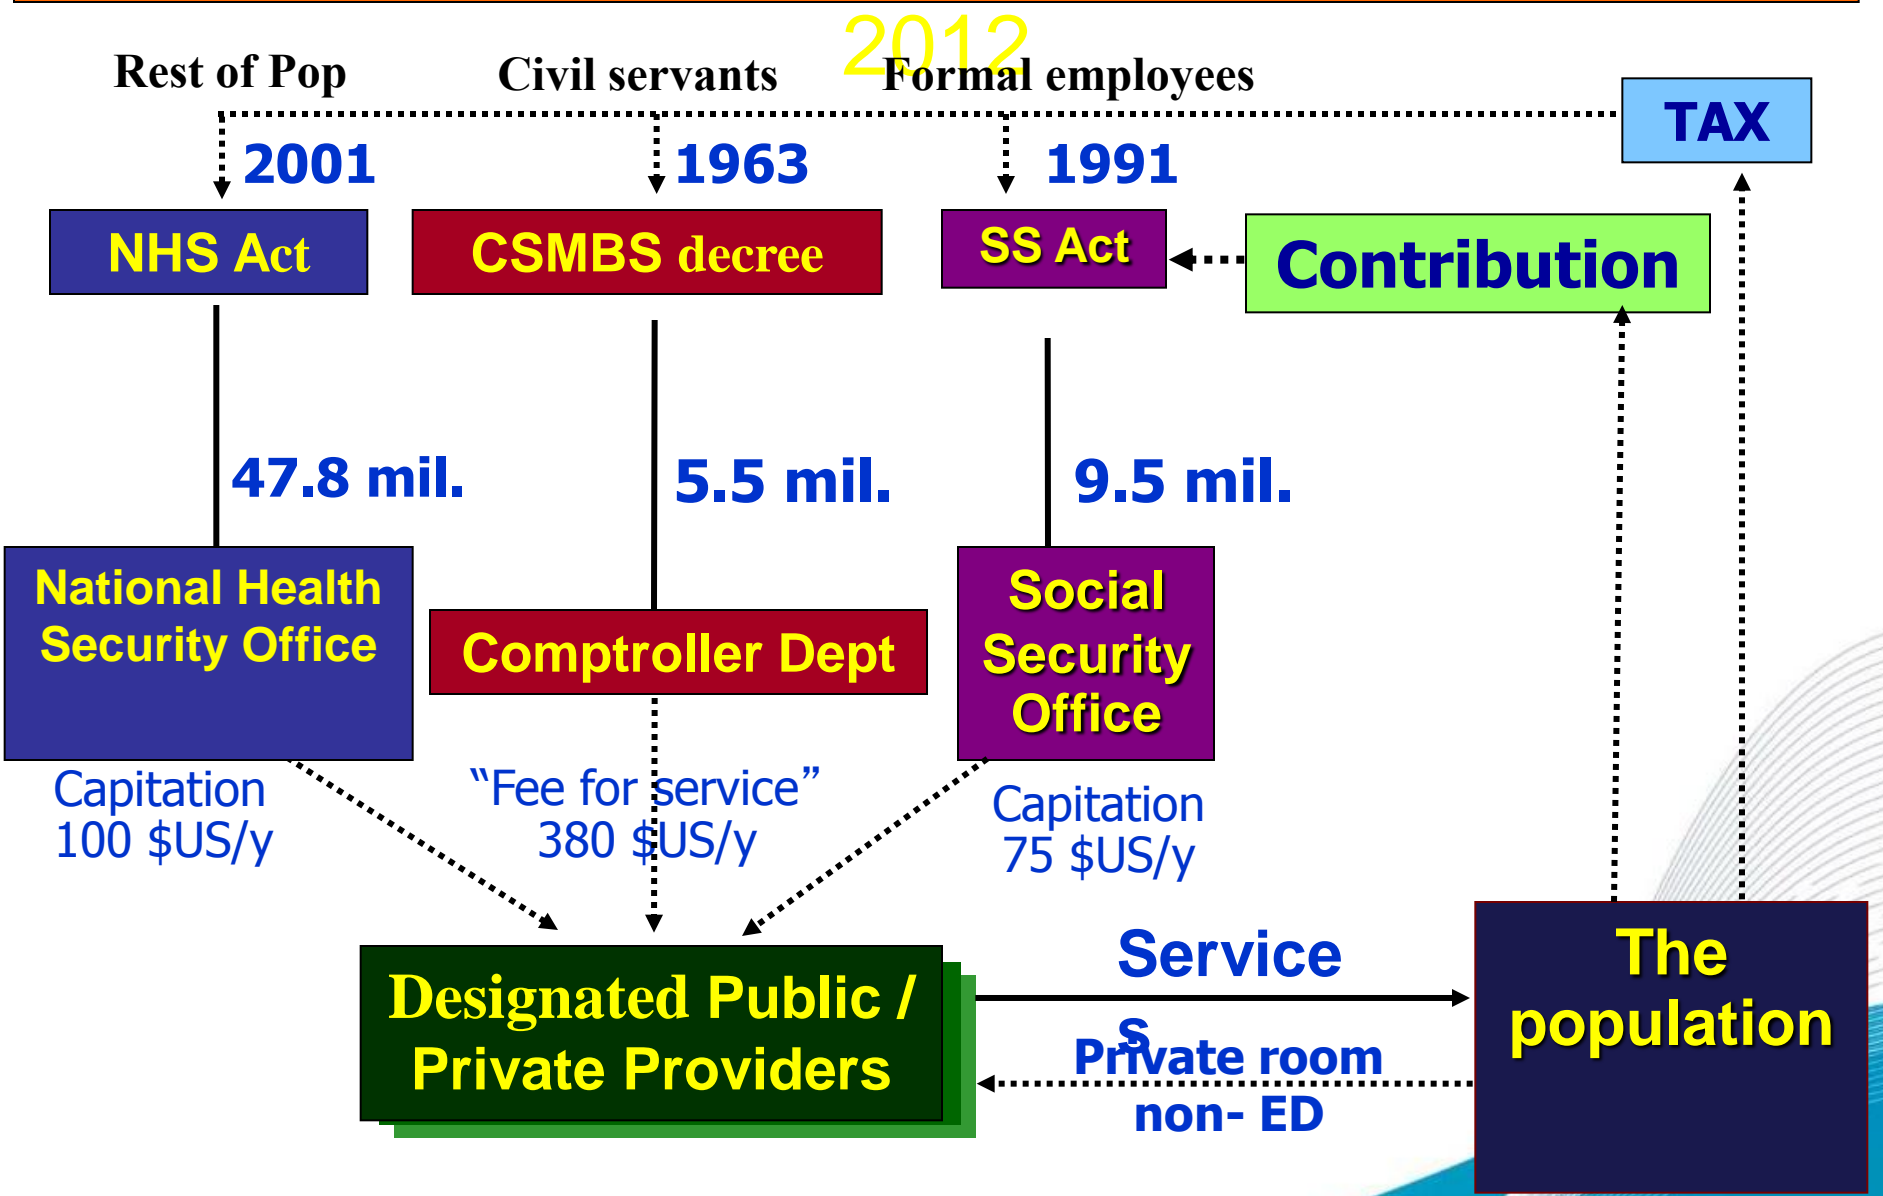 2012
Rest of Pop
Civil servants
Formal employees
TAX
2001
1963
1991
NHS Act
CSMBS decree
SS Act
Contribution
47.8 mil.
5.5 mil.
9.5 mil.
National Health
Security Office
Comptroller Dept
Social
Security
Office
Capitation
100 $US/y
“Fee for service”
380 $US/y
Capitation
75 $US/y
Designated Public /
Private Providers
Service
s
Private room
non- ED
The
population